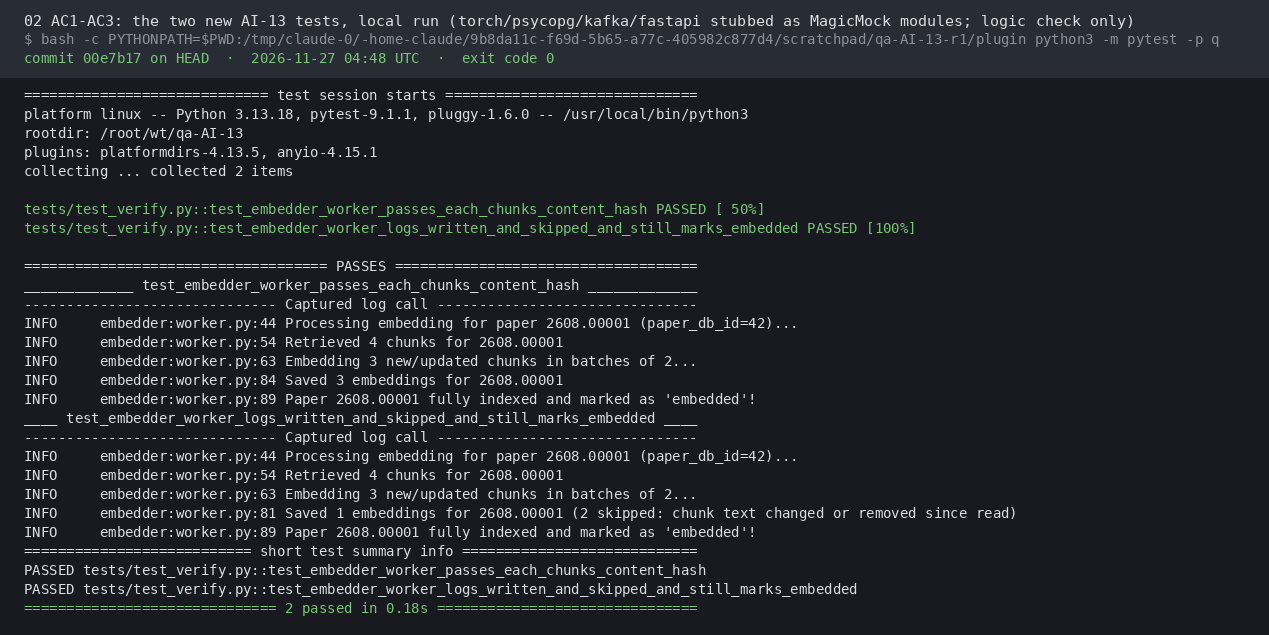 02 AC1-AC3: the two new AI-13 tests, local run (torch/psycopg/kafka/fastapi stubbed as MagicMock modules; logic check only)
$ bash -c PYTHONPATH=$PWD:/tmp/claude-0/-home-claude/9b8da11c-f69d-5b65-a77c-405982c877d4/scratchpad/qa-AI-13-r1/plugin python3 -m pytest -p q
commit 00e7b17 on HEAD · 2026-11-27 04:48 UTC · exit code 0
============================= test session starts ==============================
platform linux -- Python 3.13.18, pytest-9.1.1, pluggy-1.6.0 -- /usr/local/bin/python3
rootdir: /root/wt/qa-AI-13
plugins: platformdirs-4.13.5, anyio-4.15.1
collecting ... collected 2 items
tests/test_verify.py::test_embedder_worker_passes_each_chunks_content_hash PASSED [ 50%]
tests/test_verify.py::test_embedder_worker_logs_written_and_skipped_and_still_marks_embedded PASSED [100%]
==================================== PASSES ====================================
_____________ test_embedder_worker_passes_each_chunks_content_hash _____________
------------------------------ Captured log call -------------------------------
INFO     embedder:worker.py:44 Processing embedding for paper 2608.00001 (paper_db_id=42)...
INFO     embedder:worker.py:54 Retrieved 4 chunks for 2608.00001
INFO     embedder:worker.py:63 Embedding 3 new/updated chunks in batches of 2...
INFO     embedder:worker.py:84 Saved 3 embeddings for 2608.00001
INFO     embedder:worker.py:89 Paper 2608.00001 fully indexed and marked as 'embedded'!
____ test_embedder_worker_logs_written_and_skipped_and_still_marks_embedded ____
------------------------------ Captured log call -------------------------------
INFO     embedder:worker.py:44 Processing embedding for paper 2608.00001 (paper_db_id=42)...
INFO     embedder:worker.py:54 Retrieved 4 chunks for 2608.00001
INFO     embedder:worker.py:63 Embedding 3 new/updated chunks in batches of 2...
INFO     embedder:worker.py:81 Saved 1 embeddings for 2608.00001 (2 skipped: chunk text changed or removed since read)
INFO     embedder:worker.py:89 Paper 2608.00001 fully indexed and marked as 'embedded'!
=========================== short test summary info ============================
PASSED tests/test_verify.py::test_embedder_worker_passes_each_chunks_content_hash
PASSED tests/test_verify.py::test_embedder_worker_logs_written_and_skipped_and_still_marks_embedded
============================== 2 passed in 0.18s ===============================